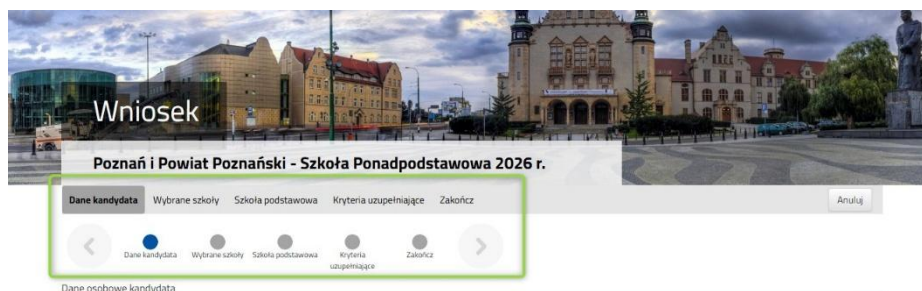 Wniosek
Poznań i Powiat Poznański - Szkoła Ponadpodstawowa 2026 r.
Dane kandydata Wybrane szkoły Szkoła podstawowa Kryteria uzupełniające Zakończ Anuluj
Dane kandydata Wybrane szkoły Szkoła podstawowa Kryteria uzupełniające Zakończ
Dane osobowe kandydata